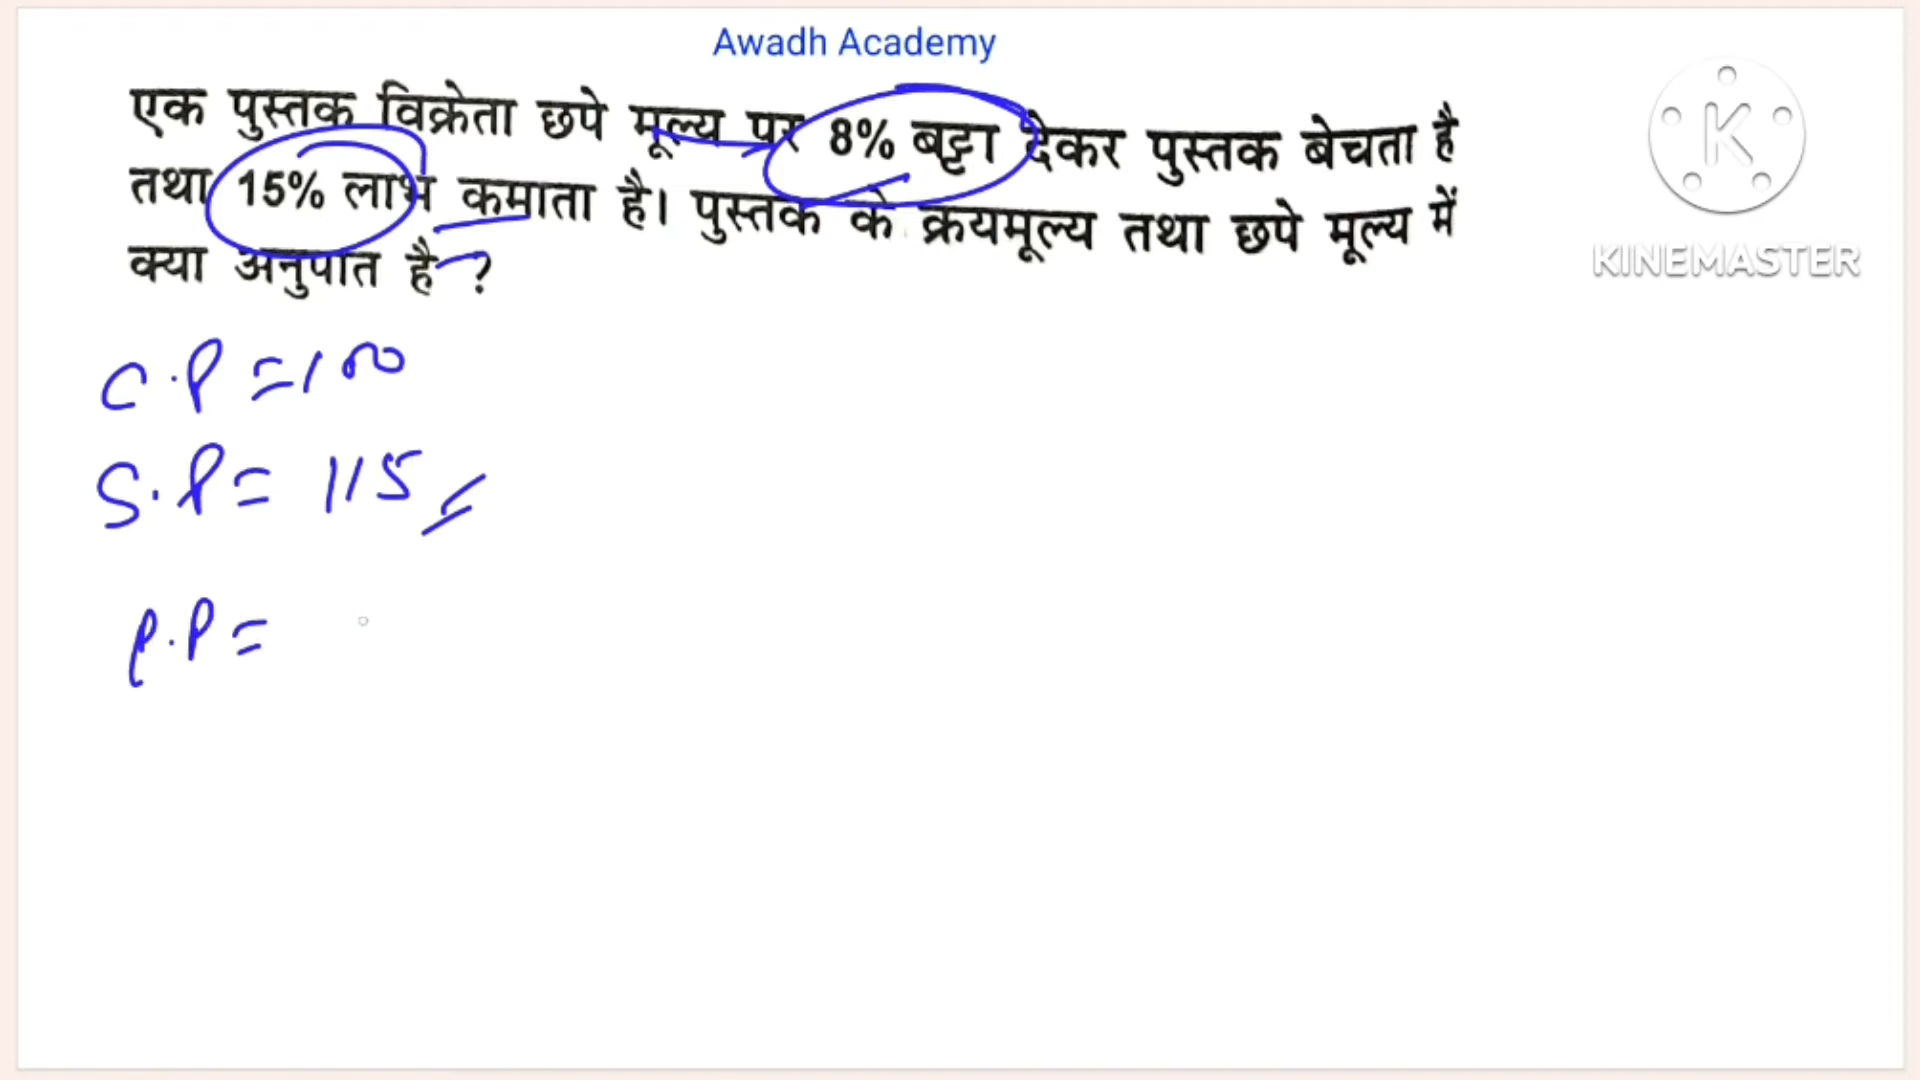 Awadh Academy
एक पुस्तक विक्रेता छपे मूल्य पर 8% बट्टा देकर पुस्तक बेचता है
तथा 15% लाभ कमाता है। पुस्तक के क्रयमूल्य तथा छपे मूल्य में
क्या अनुपात है ?
K
KINEMASTER
C.P = 100
S.P = 115
P.P =